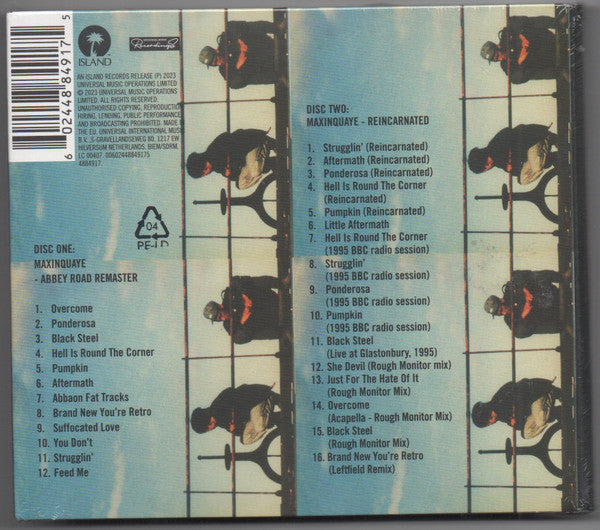 6 02448 84917 5
ISLAND
Recordings
AN ISLAND RECORDS RELEASE (P) 2023
UNIVERSAL MUSIC OPERATIONS LIMITED
© 2023 UNIVERSAL MUSIC OPERATIONS
LIMITED. ALL RIGHTS RESERVED.
UNAUTHORISED COPYING, REPRODUCTION,
HIRING, LENDING, PUBLIC PERFORMANCE
AND BROADCASTING PROHIBITED. MADE
THE EU. UNIVERSAL INTERNATIONAL
B.V., S-GRAVELANDSEWEG 80, 1217 EW
HILVERSUM NETHERLANDS. BIEM/SDRM.
LC 00407. 00602448849175
4884917.
04
PE-LD
DISC ONE:
MAXINQUAYE
- ABBEY ROAD REMASTER
1. Overcome
2. Ponderosa
3. Black Steel
4. Hell Is Round The Corner
5. Pumpkin
6. Aftermath
7. Abbaon Fat Tracks
8. Brand New You're Retro
9. Suffocated Love
10. You Don't
11. Strugglin'
12. Feed Me
DISC TWO:
MAXINQUAYE - REINCARNATED
1. Strugglin' (Reincarnated)
2. Aftermath (Reincarnated)
3. Ponderosa (Reincarnated)
4. Hell Is Round The Corner
(Reincarnated)
5. Pumpkin (Reincarnated)
6. Little Aftermath
7. Hell Is Round The Corner
(1995 BBC radio session)
8. Strugglin'
(1995 BBC radio session)
9. Ponderosa
(1995 BBC radio session)
10. Pumpkin
(1995 BBC radio session)
11. Black Steel
(Live at Glastonbury, 1995)
12. She Devil (Rough Monitor mix)
13. Just For The Hate Of It
(Rough Monitor Mix)
14. Overcome
(Acapella - Rough Monitor Mix)
15. Black Steel
(Rough Monitor Mix)
16. Brand New You're Retro
(Leftfield Remix)